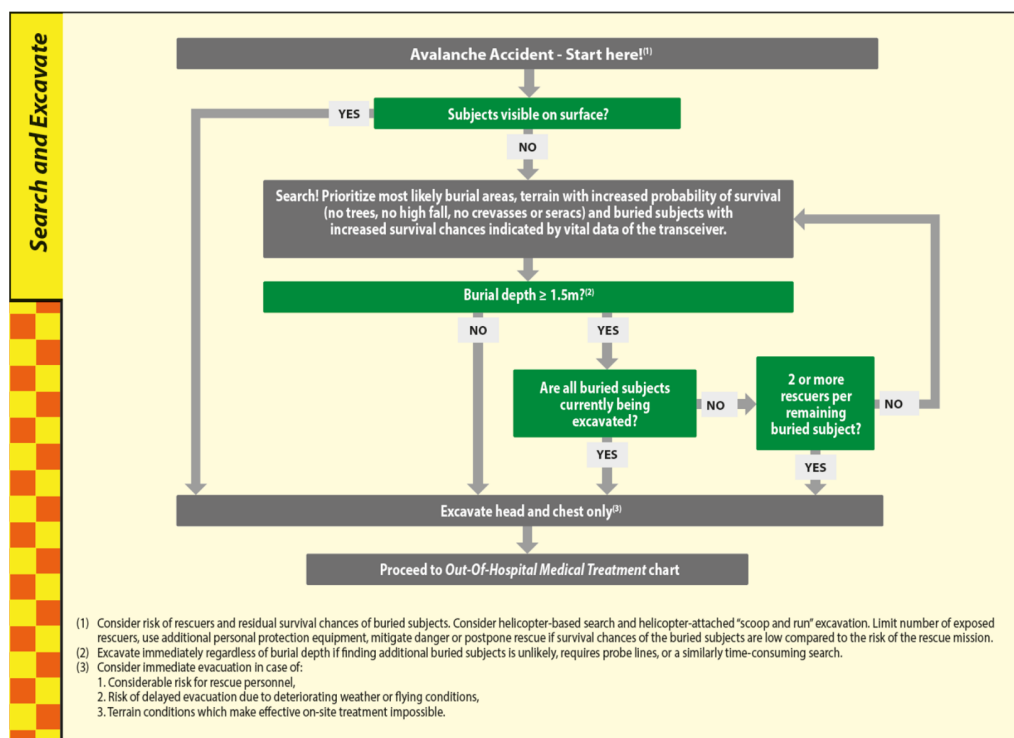 Search and Excavate
Avalanche Accident - Start here!(1)
YES
Subjects visible on surface?
NO
Search! Prioritize most likely burial areas, terrain with increased probability of survival
(no trees, no high fall, no crevasses or seracs) and buried subjects with
increased survival chances indicated by vital data of the transceiver.
Burial depth ≥ 1.5m?(2)
NO
YES
Are all buried subjects
currently being
excavated?
NO
2 or more
rescuers per
remaining
buried subject?
NO
YES
YES
Excavate head and chest only(3)
Proceed to Out-Of-Hospital Medical Treatment chart
(1) Consider risk of rescuers and residual survival chances of buried subjects. Consider helicopter-based search and helicopter-attached “scoop and run” excavation. Limit number of exposed
rescuers, use additional personal protection equipment, mitigate danger or postpone rescue if survival chances of the buried subjects are low compared to the risk of the rescue mission.
(2) Excavate immediately regardless of burial depth if finding additional buried subjects is unlikely, requires probe lines, or a similarly time-consuming search.
(3) Consider immediate evacuation in case of:
1. Considerable risk for rescue personnel,
2. Risk of delayed evacuation due to deteriorating weather or flying conditions,
3. Terrain conditions which make effective on-site treatment impossible.